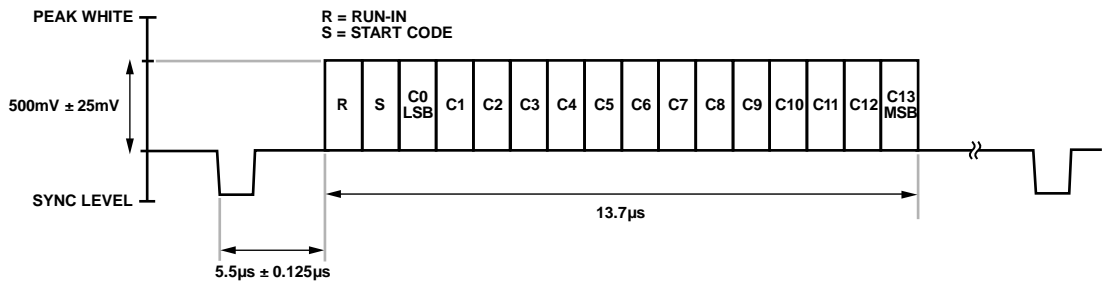 PEAK WHITE
R = RUN-IN
S = START CODE
500mV ± 25mV
R
S
C0
LSB
C1
C2
C3
C4
C5
C6
C7
C8
C9
C10
C11
C12
C13
MSB
SYNC LEVEL
13.7µs
5.5µs ± 0.125µs